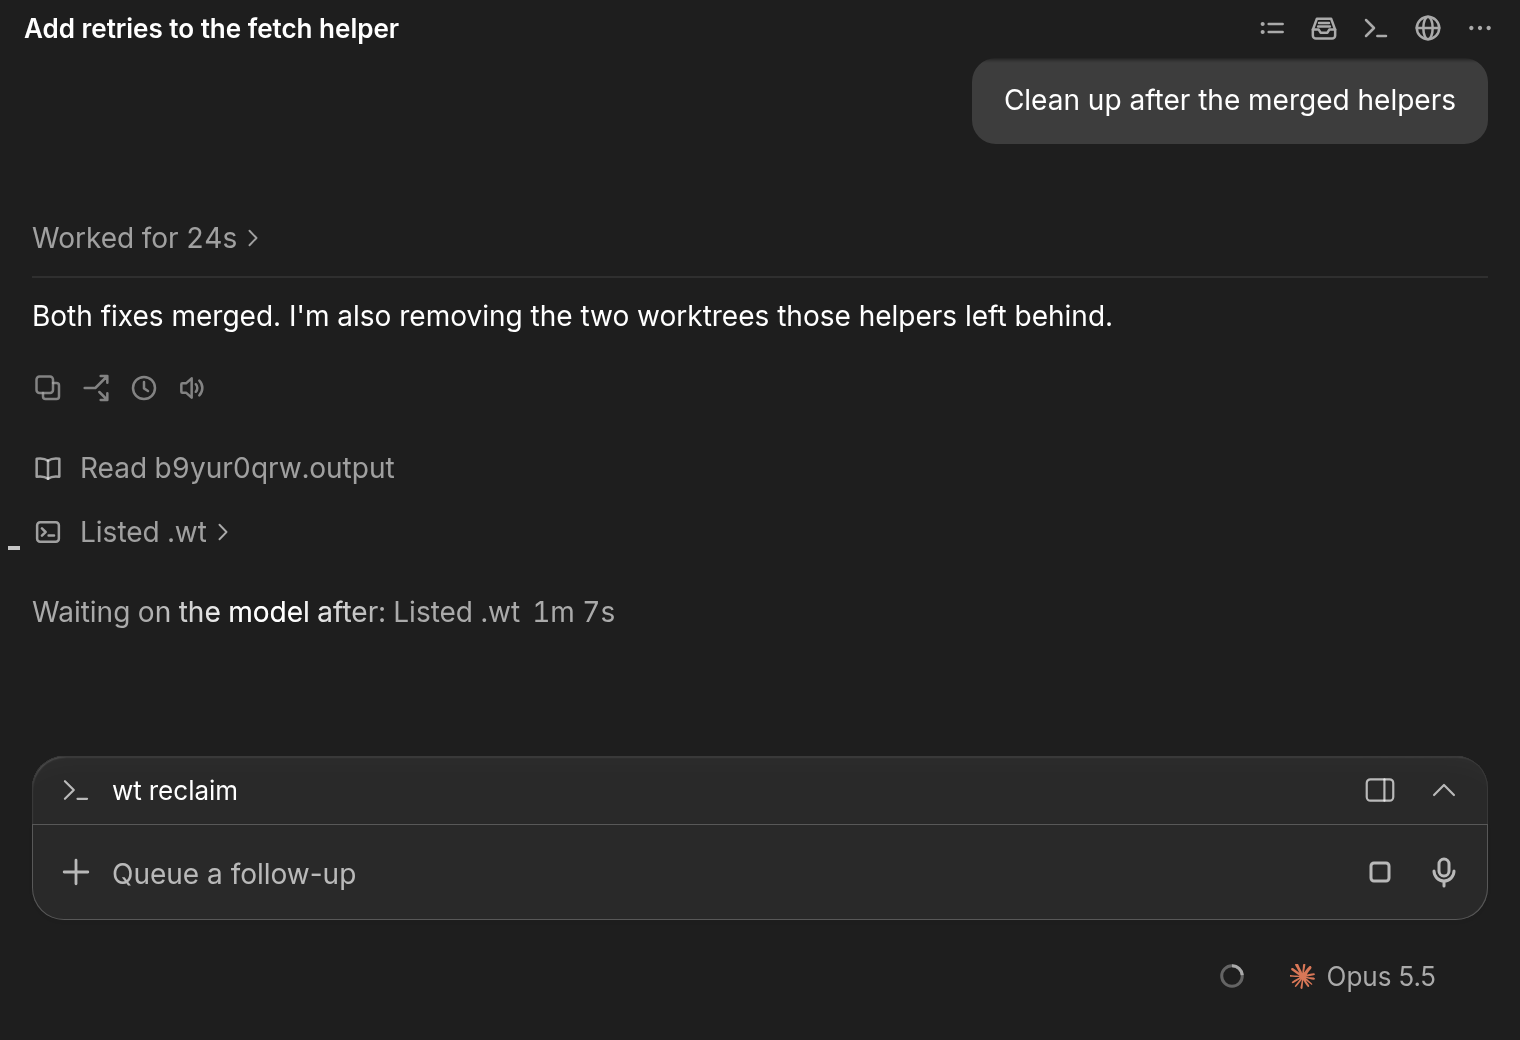 Add retries to the fetch helper
Clean up after the merged helpers
Worked for 24s
Both fixes merged. I'm also removing the two worktrees those helpers left behind.
Read b9yur0qrw.output
Listed .wt
Waiting on the model after: Listed .wt 1m 7s
wt reclaim
Queue a follow-up
Opus 5.5